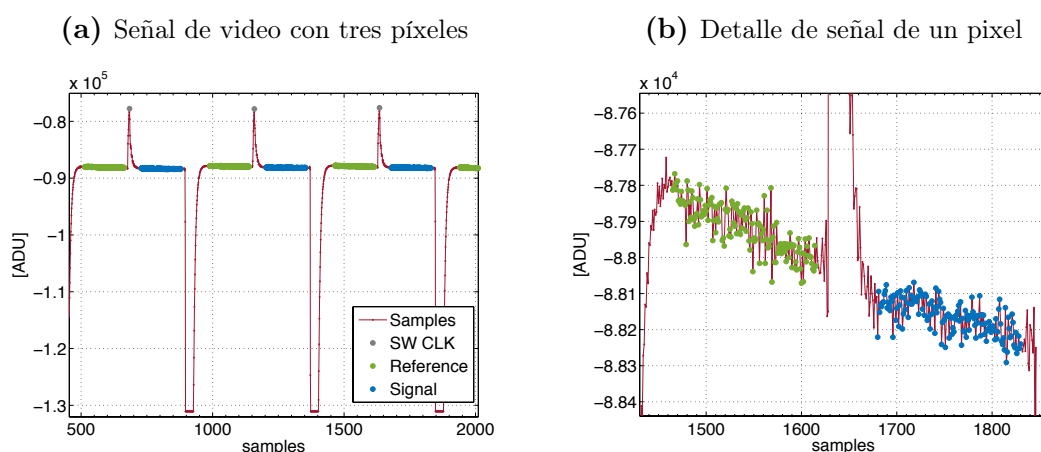 (a) Señal de video con tres píxeles
x 10^5
−0.8
−0.9
−1
−1.1
−1.2
−1.3
[ADU]
500
1000
1500
2000
samples
Samples
SW CLK
Reference
Signal
(b) Detalle de señal de un pixel
x 10^4
−8.76
−8.77
−8.78
−8.79
−8.8
−8.81
−8.82
−8.83
−8.84
[ADU]
1500
1600
1700
1800
samples